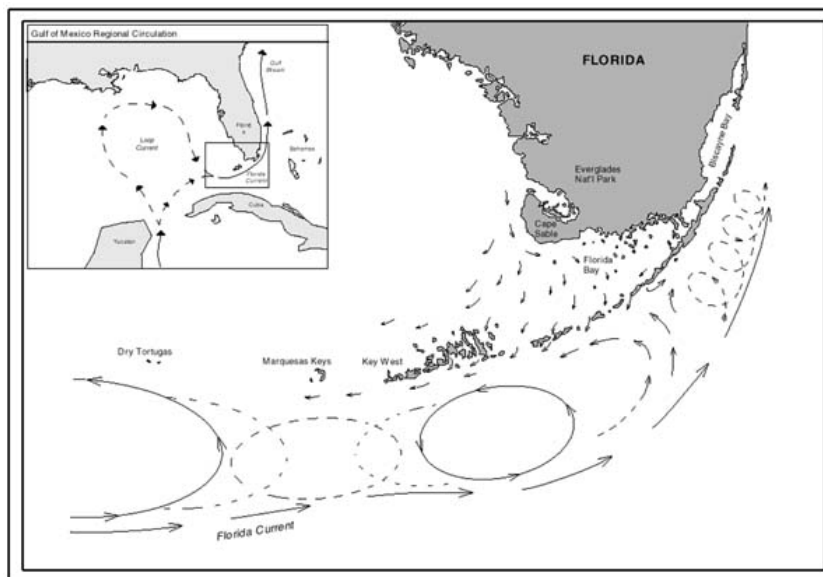 Gulf of Mexico Regional Circulation
Gulf
Stream
Loop
Current
Florid
a
Bahamas
Florida
Current
Cuba
Yucatan
FLORIDA
Biscayne Bay
Everglades
Nat'l Park
Cape
Sable
Florida
Bay
Dry Tortugas
Marquesas Keys
Key West
Florida Current